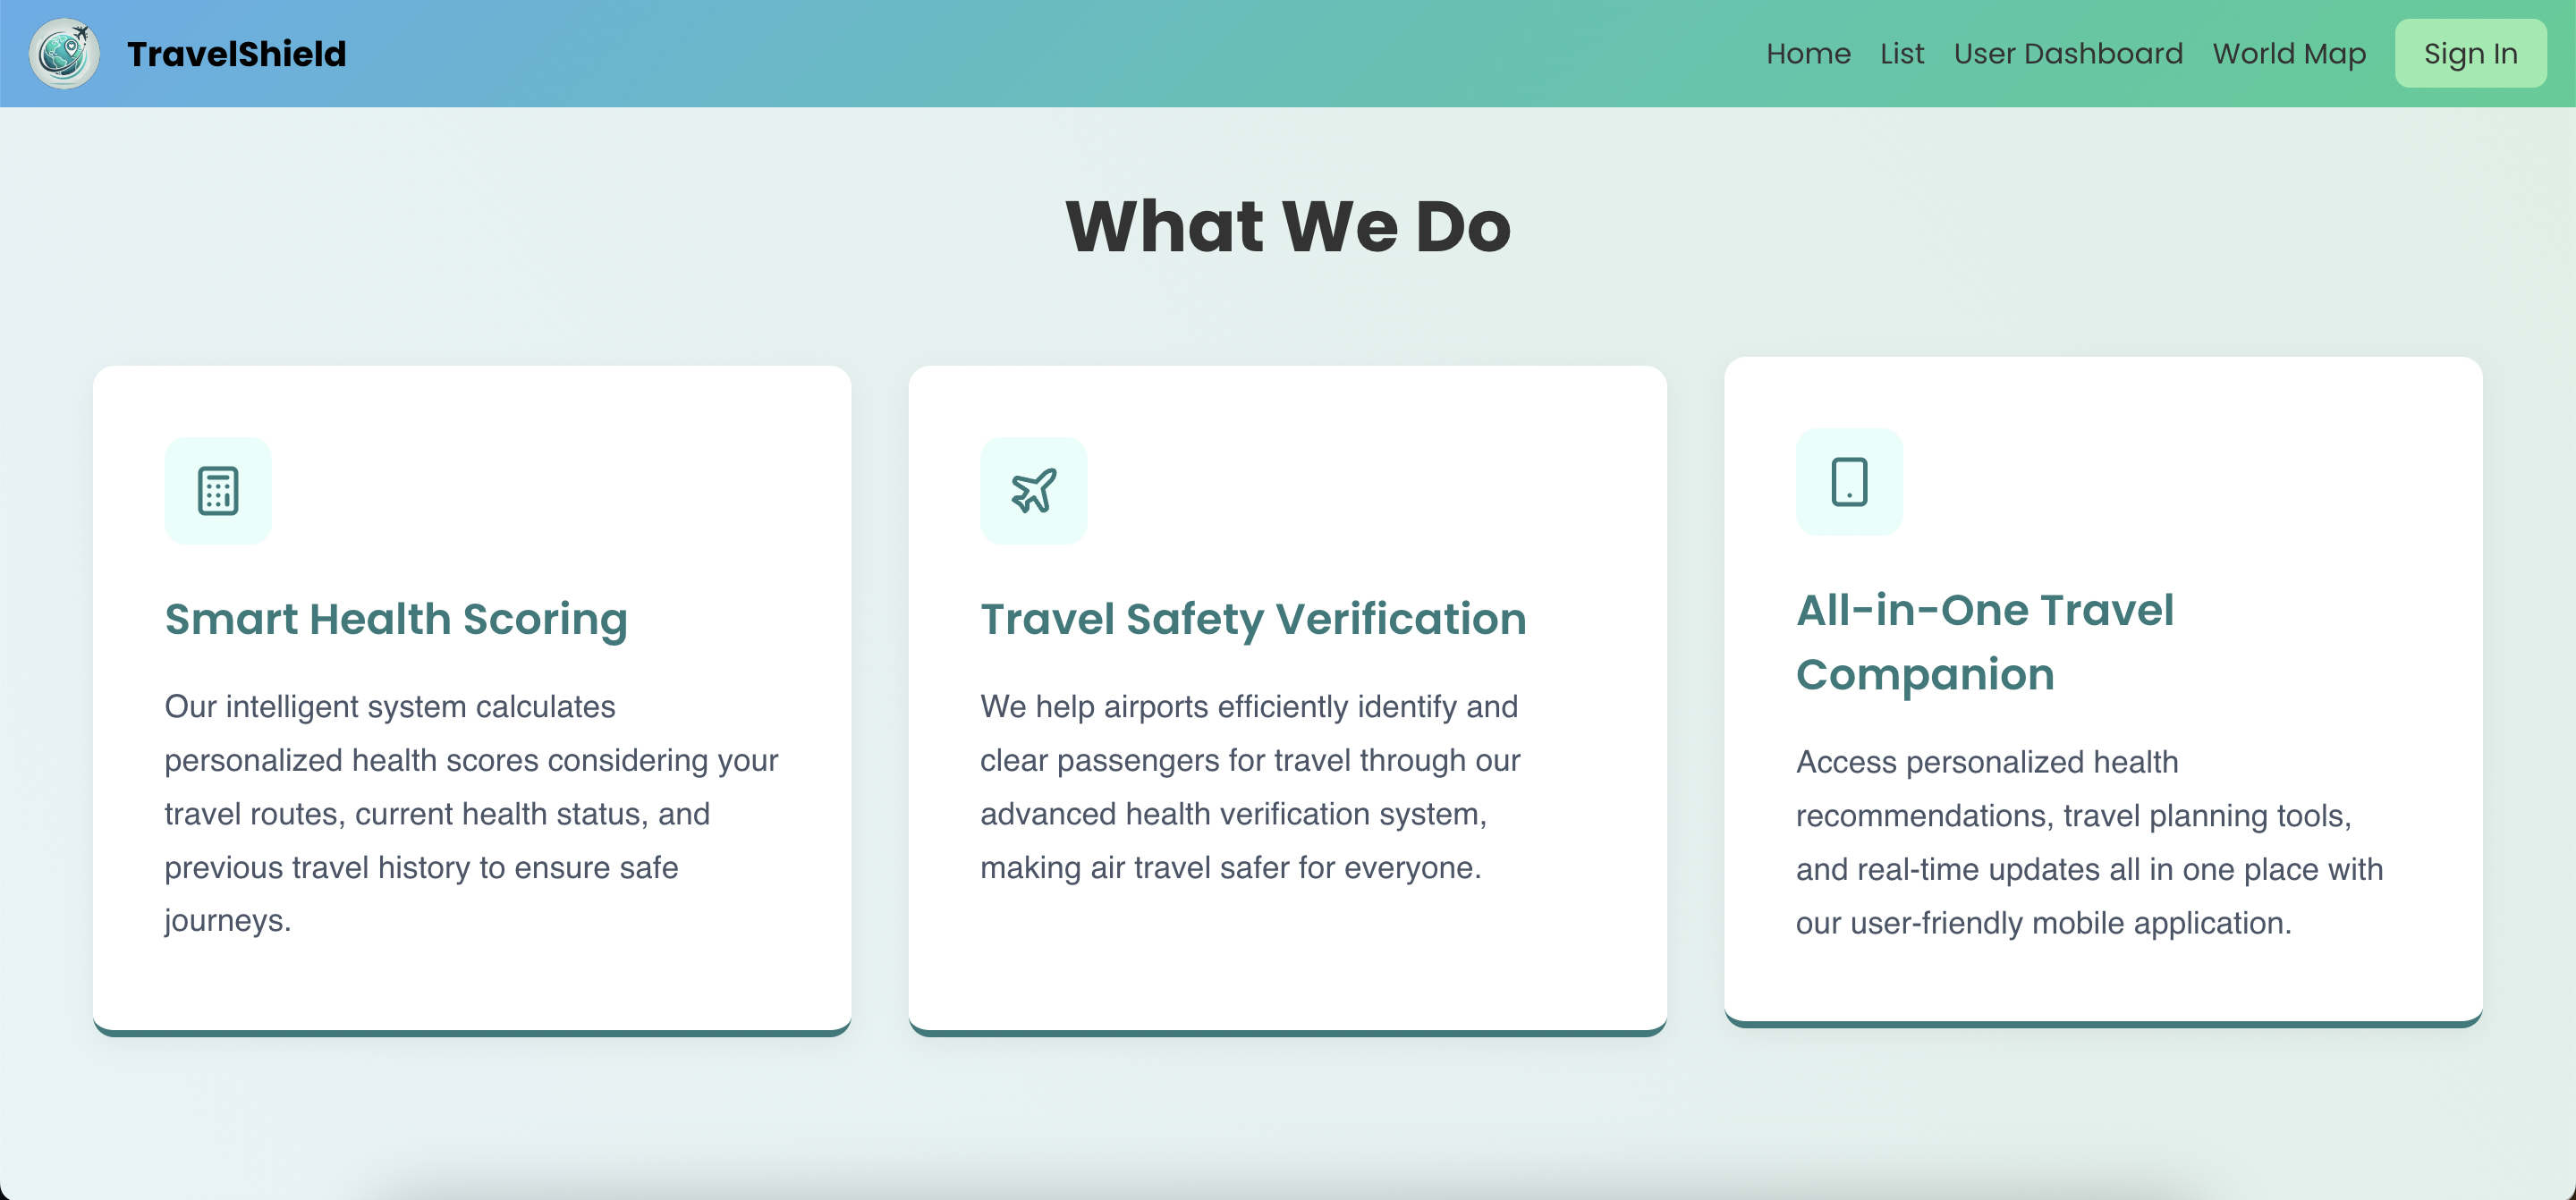 TravelShield
Home List User Dashboard World Map Sign In
What We Do
Smart Health Scoring
Our intelligent system calculates
personalized health scores considering your
travel routes, current health status, and
previous travel history to ensure safe
journeys.
Travel Safety Verification
We help airports efficiently identify and
clear passengers for travel through our
advanced health verification system,
making air travel safer for everyone.
All-in-One Travel
Companion
Access personalized health
recommendations, travel planning tools,
and real-time updates all in one place with
our user-friendly mobile application.